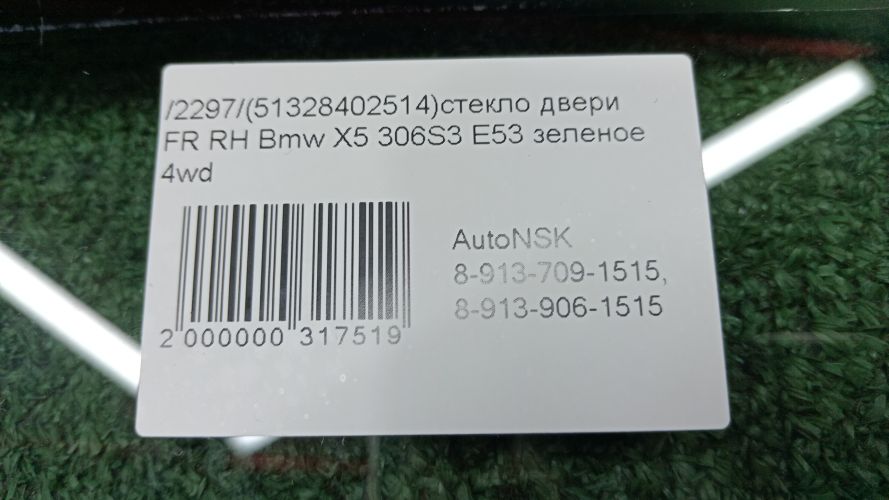 /2297/(51328402514)стекло двери
FR RH Bmw X5 306S3 E53 зеленое
4wd
AutoNSK
8-913-709-1515,
8-913-906-1515
2 000000 317519